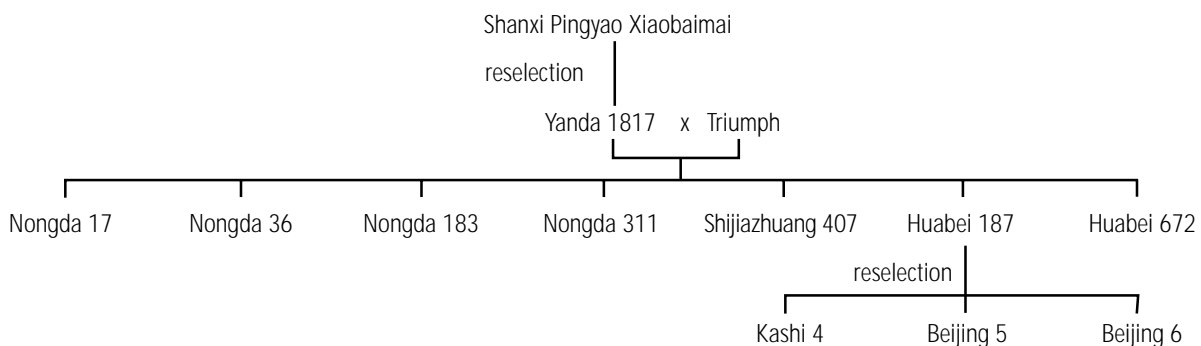 Shanxi Pingyao Xiaobaimai
reselection
Yanda 1817 x Triumph
Nongda 17 Nongda 36 Nongda 183 Nongda 311 Shijiazhuang 407 Huabei 187 Huabei 672
reselection
Kashi 4 Beijing 5 Beijing 6